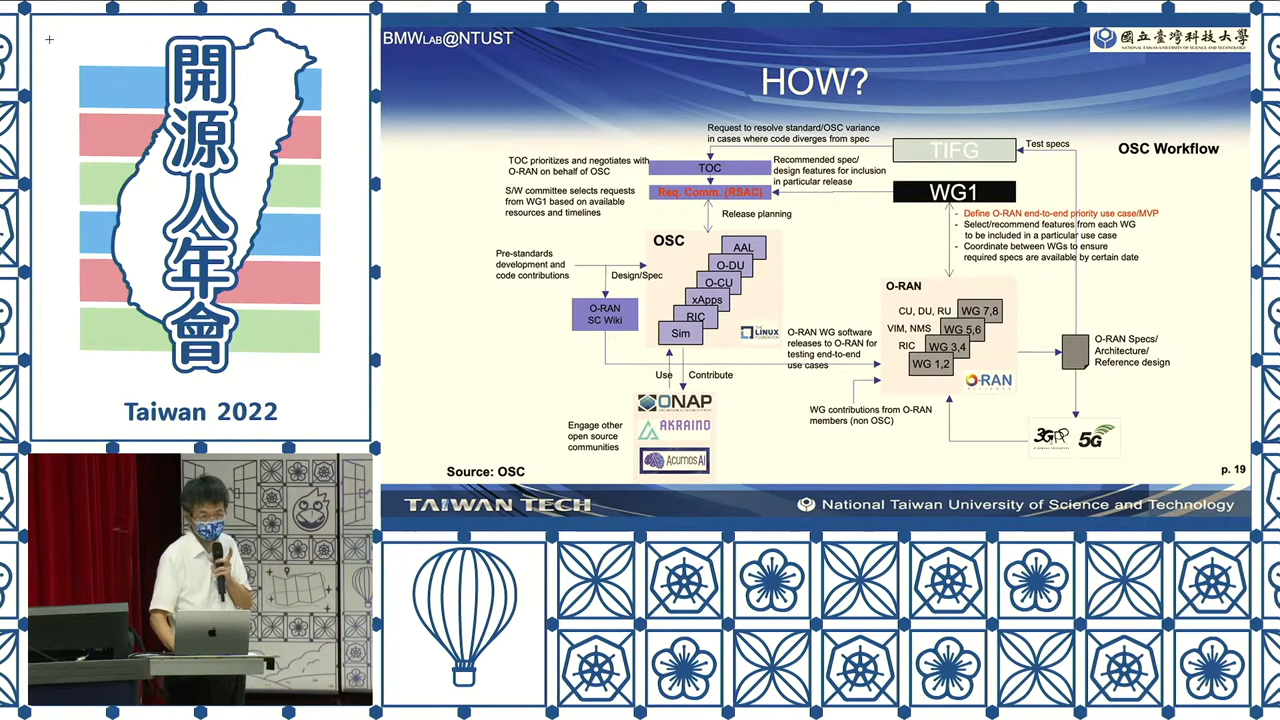 開源人年會
Taiwan 2022
BMWLAB@NTUST
國立臺灣科技大學
NATIONAL TAIWAN UNIVERSITY OF SCIENCE AND TECHNOLOGY
HOW?
OSC Workflow
Request to resolve standard/OSC variance
in cases where code diverges from spec
TIFG
Test specs
TOC prioritizes and negotiates with
O-RAN on behalf of OSC
TOC
Recommended spec/
design features for inclusion
in particular release
S/W committee selects requests
from WG1 based on available
resources and timelines
Req. Comm. (RSAC)
WG1
Release planning
- Define O-RAN end-to-end priority use case/MVP
- Select/recommend features from each WG
to be included in a particular use case
- Coordinate between WGs to ensure
required specs are available by certain date
Pre-standards
development and
code contributions
Design/Spec
O-RAN
SC Wiki
OSC
AAL
O-DU
O-CU
xApps
RIC
Sim
THE LINUX
FOUNDATION
O-RAN WG software
releases to O-RAN for
testing end-to-end
use cases
O-RAN
CU, DU, RU
WG 7,8
VIM, NMS
WG 5,6
RIC
WG 3,4
WG 1,2
O-RAN
ALLIANCE
O-RAN Specs/
Architecture/
Reference design
Use
Contribute
WG contributions from O-RAN
members (non OSC)
Engage other
open source
communities
ONAP
AKRAINO
Acumos AI
3GPP
5G
Source: OSC
p. 19
TAIWAN TECH
National Taiwan University of Science and Technology